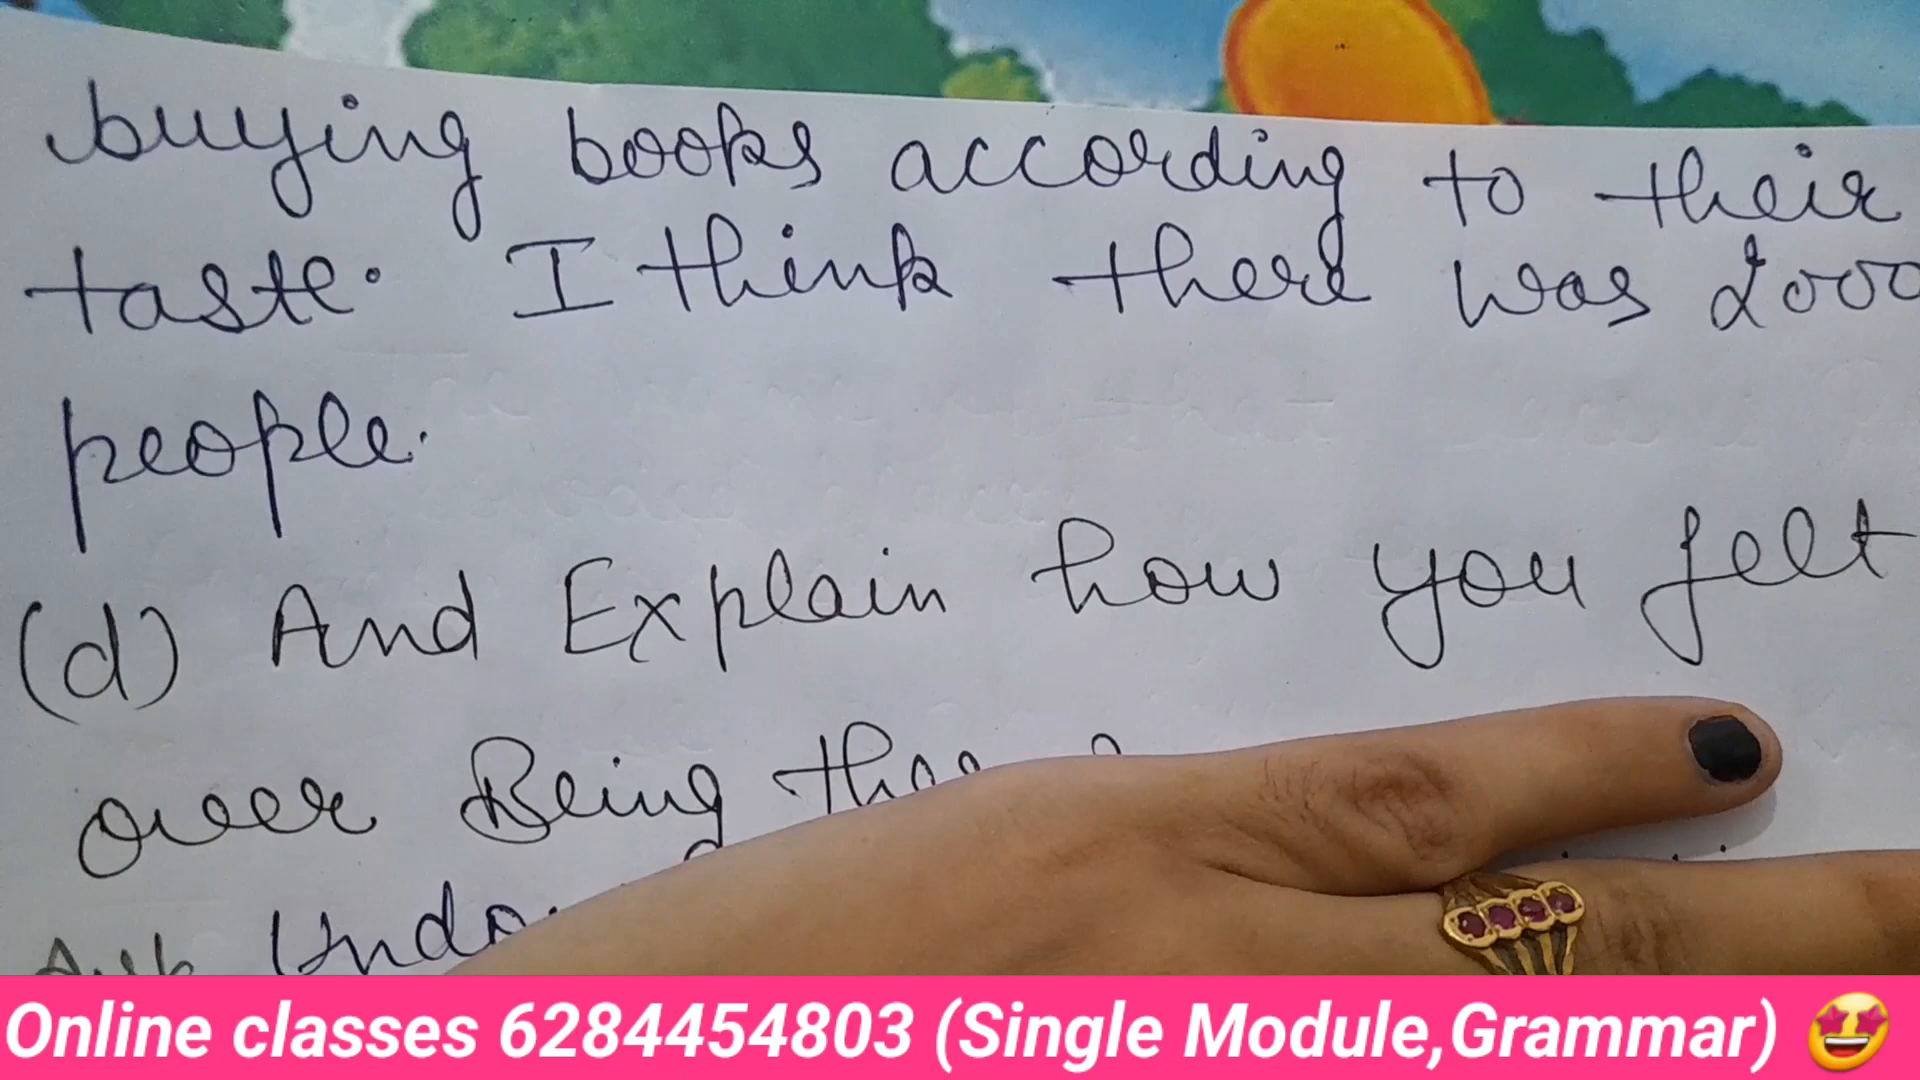 buying books according to their
taste. I think there was 2000
people.
(d) And Explain how you felt
over Being
Online classes 6284454803 (Single Module,Grammar) 🤩